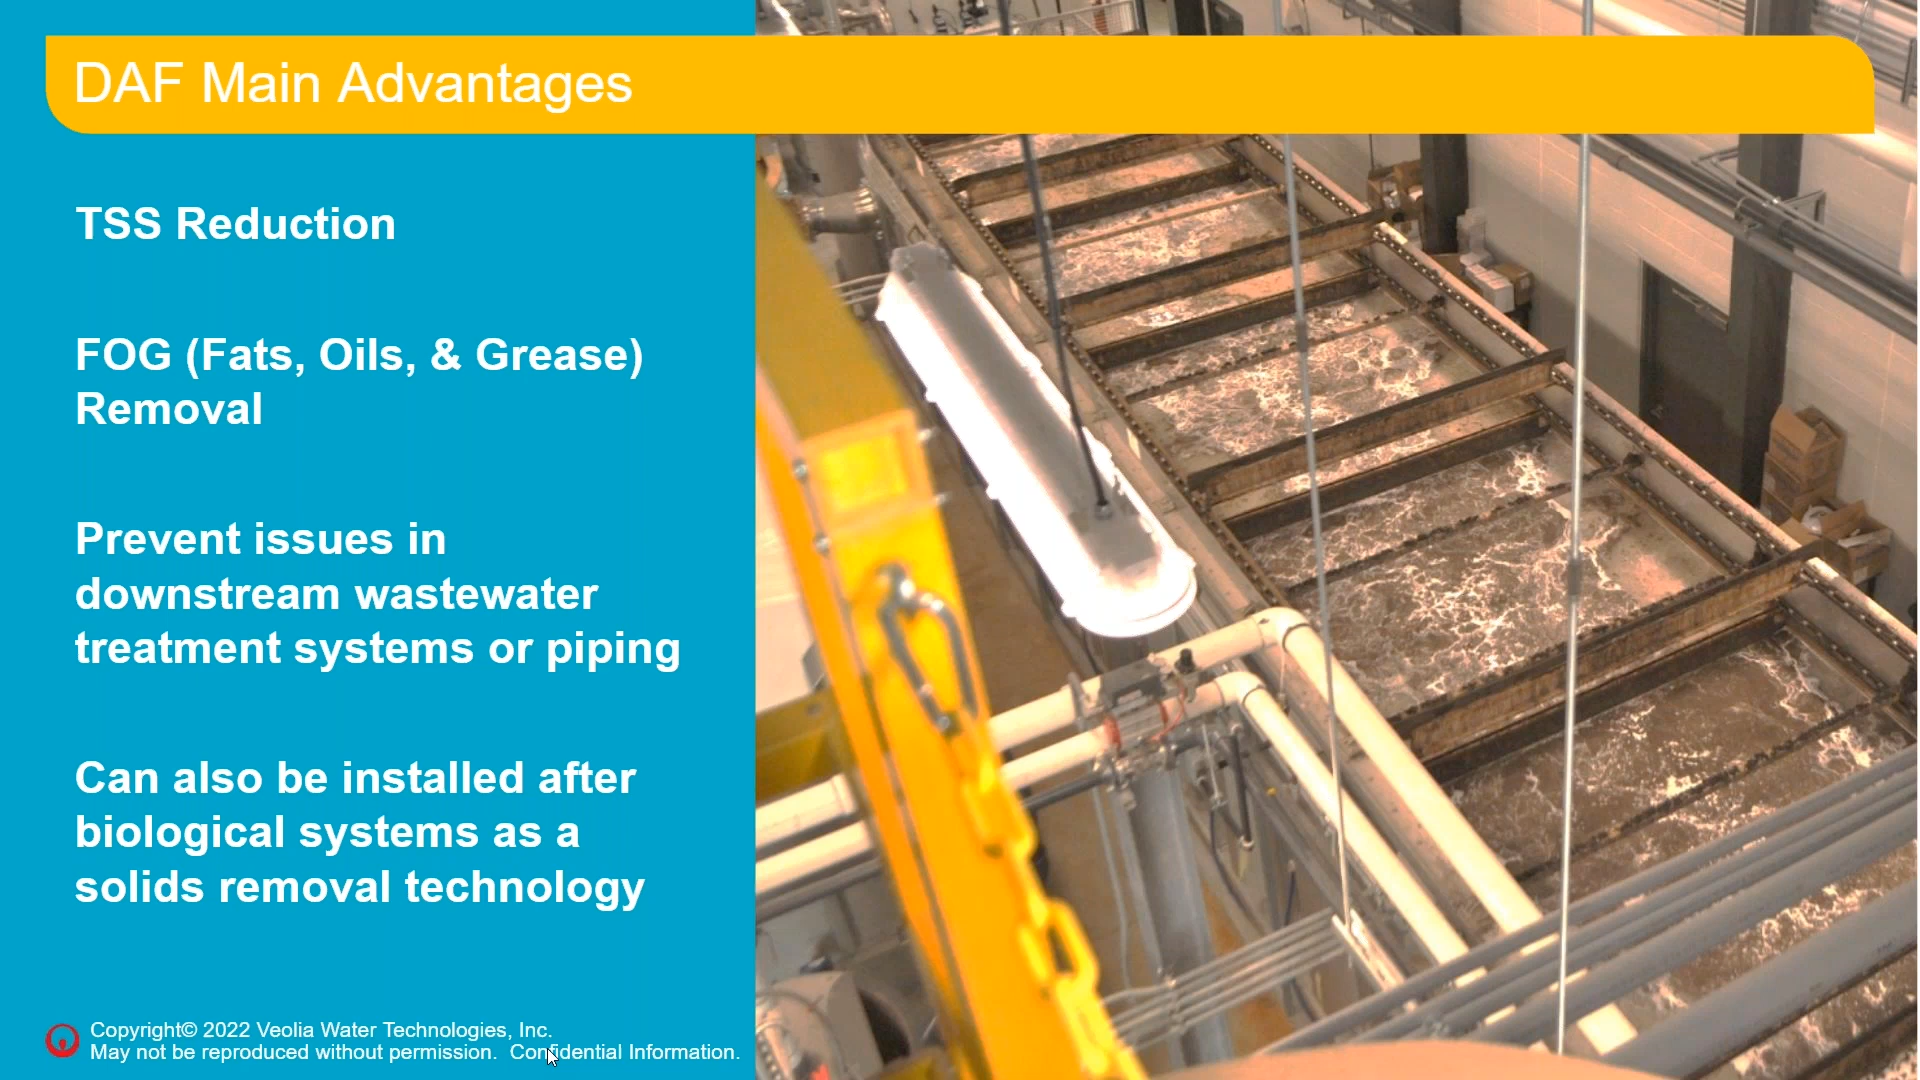 DAF Main Advantages
TSS Reduction
FOG (Fats, Oils, & Grease)
Removal
Prevent issues in
downstream wastewater
treatment systems or piping
Can also be installed after
biological systems as a
solids removal technology
Copyright© 2022 Veolia Water Technologies, Inc.
May not be reproduced without permission.  Confidential Information.